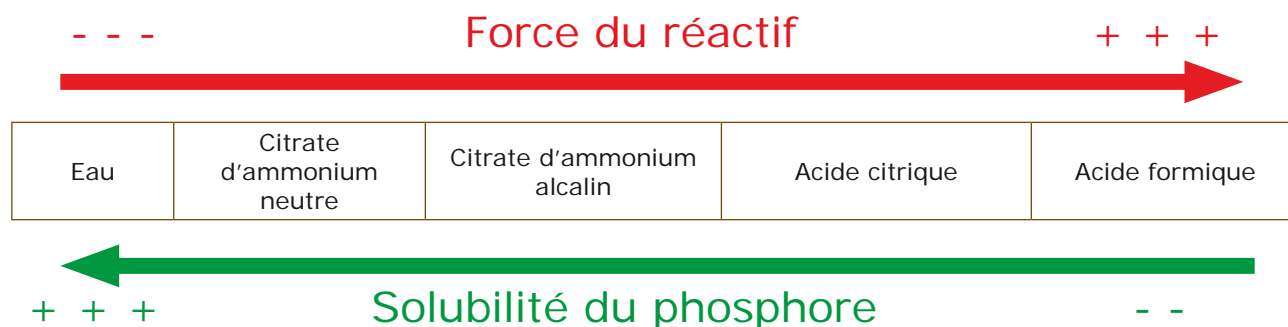 - - - Force du réactif + + +
Eau
Citrate
d'ammonium
neutre
Citrate d'ammonium
alcalin
Acide citrique
Acide formique
+ + + Solubilité du phosphore - -